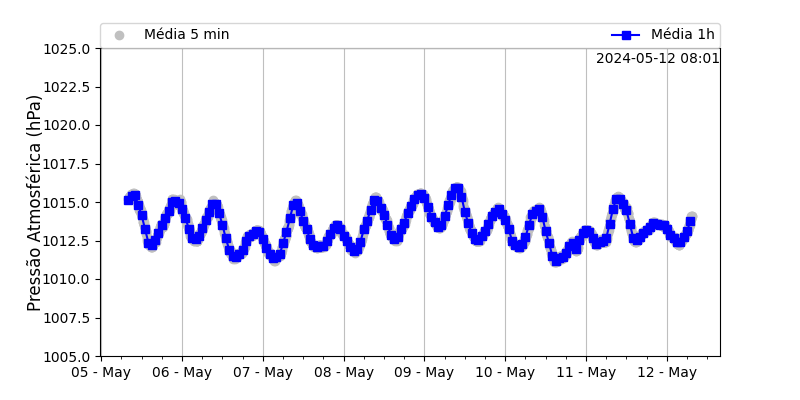 Média 5 min
Média 1h
2024-05-12 08:01
Pressão Atmosférica (hPa)
1025.0
1022.5
1020.0
1017.5
1015.0
1012.5
1010.0
1007.5
1005.0
05 - May
06 - May
07 - May
08 - May
09 - May
10 - May
11 - May
12 - May